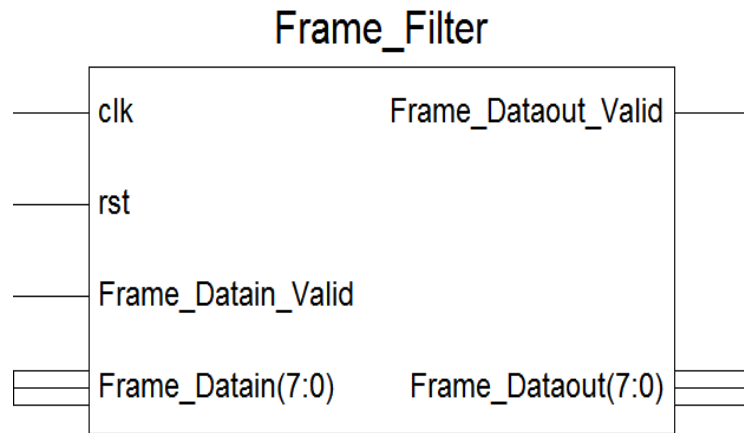 Frame_Filter
clk Frame_Dataout_Valid
rst
Frame_Datain_Valid
Frame_Datain(7:0) Frame_Dataout(7:0)